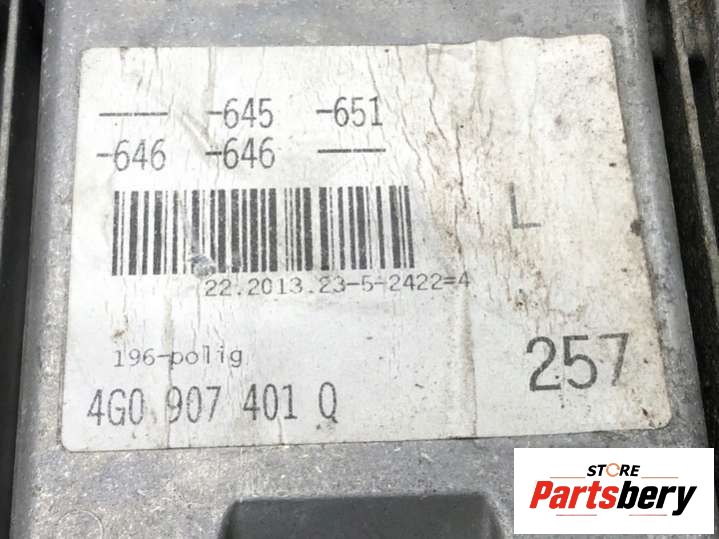 —— -645 -651
-646 -646 ——
L
22.2013.23-5-2422=4
196-polig
257
4G0 907 401 Q
STORE
Partsbery